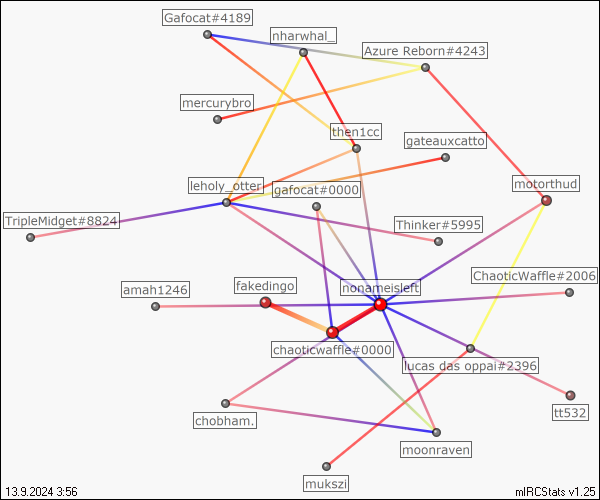 Gafocat#4189
nharwhal_
Azure Reborn#4243
mercurybro
then1cc
gateauxcatto
leholy_otter
gafocat#0000
motorthud
TripleMidget#8824
Thinker#5995
ChaoticWaffle#2006
fakedingo
nonameisleft
amah1246
chaoticwaffle#0000
lucas das oppai#2396
chobham.
tt532
moonraven
mukszi
13.9.2024 3:56
mIRCStats v1.25